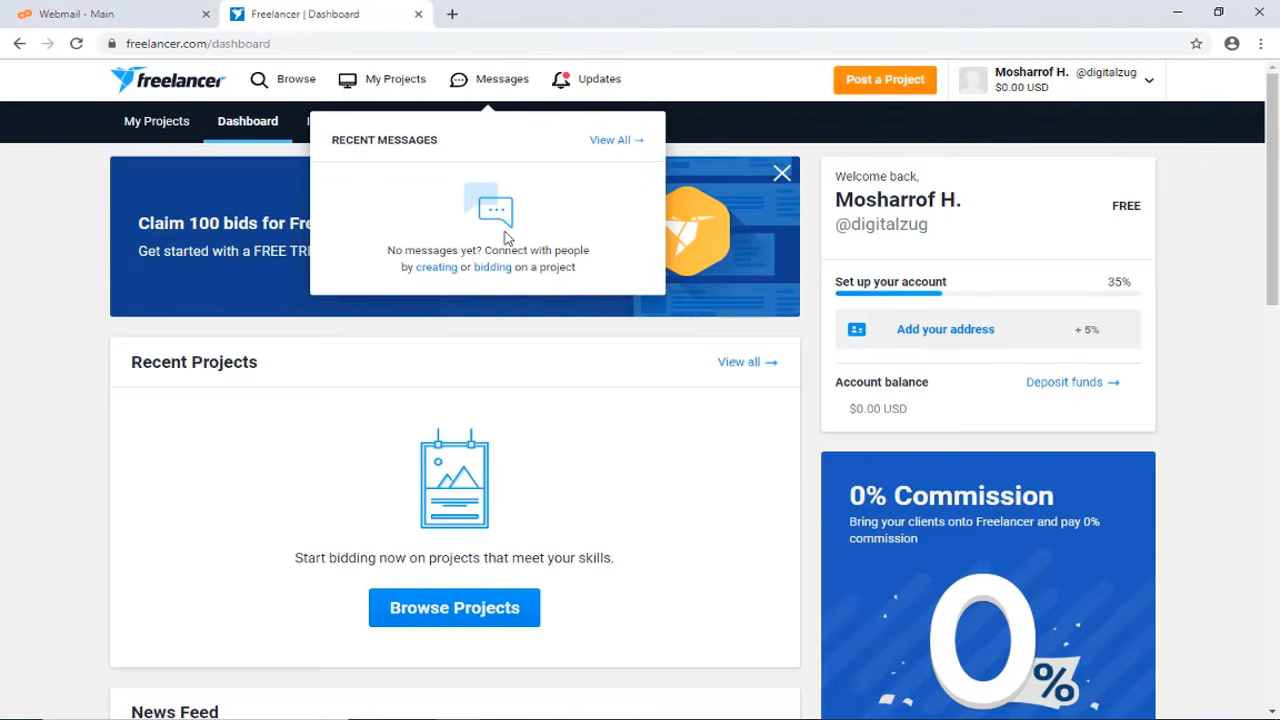 Webmail - Main
Freelancer | Dashboard
freelancer.com/dashboard
freelancer
Browse
My Projects
Messages
Updates
Post a Project
Mosharrof H. @digitalzug
$0.00 USD
My Projects
Dashboard
RECENT MESSAGES
View All →
No messages yet? Connect with people
by creating or bidding on a project
Claim 100 bids for Fre
Get started with a FREE TRI
Welcome back,
Mosharrof H.
@digitalzug
FREE
Set up your account
35%
Add your address
+ 5%
Account balance
Deposit funds →
$0.00 USD
Recent Projects
View all →
Start bidding now on projects that meet your skills.
Browse Projects
0% Commission
Bring your clients onto Freelancer and pay 0%
commission
0
%
News Feed